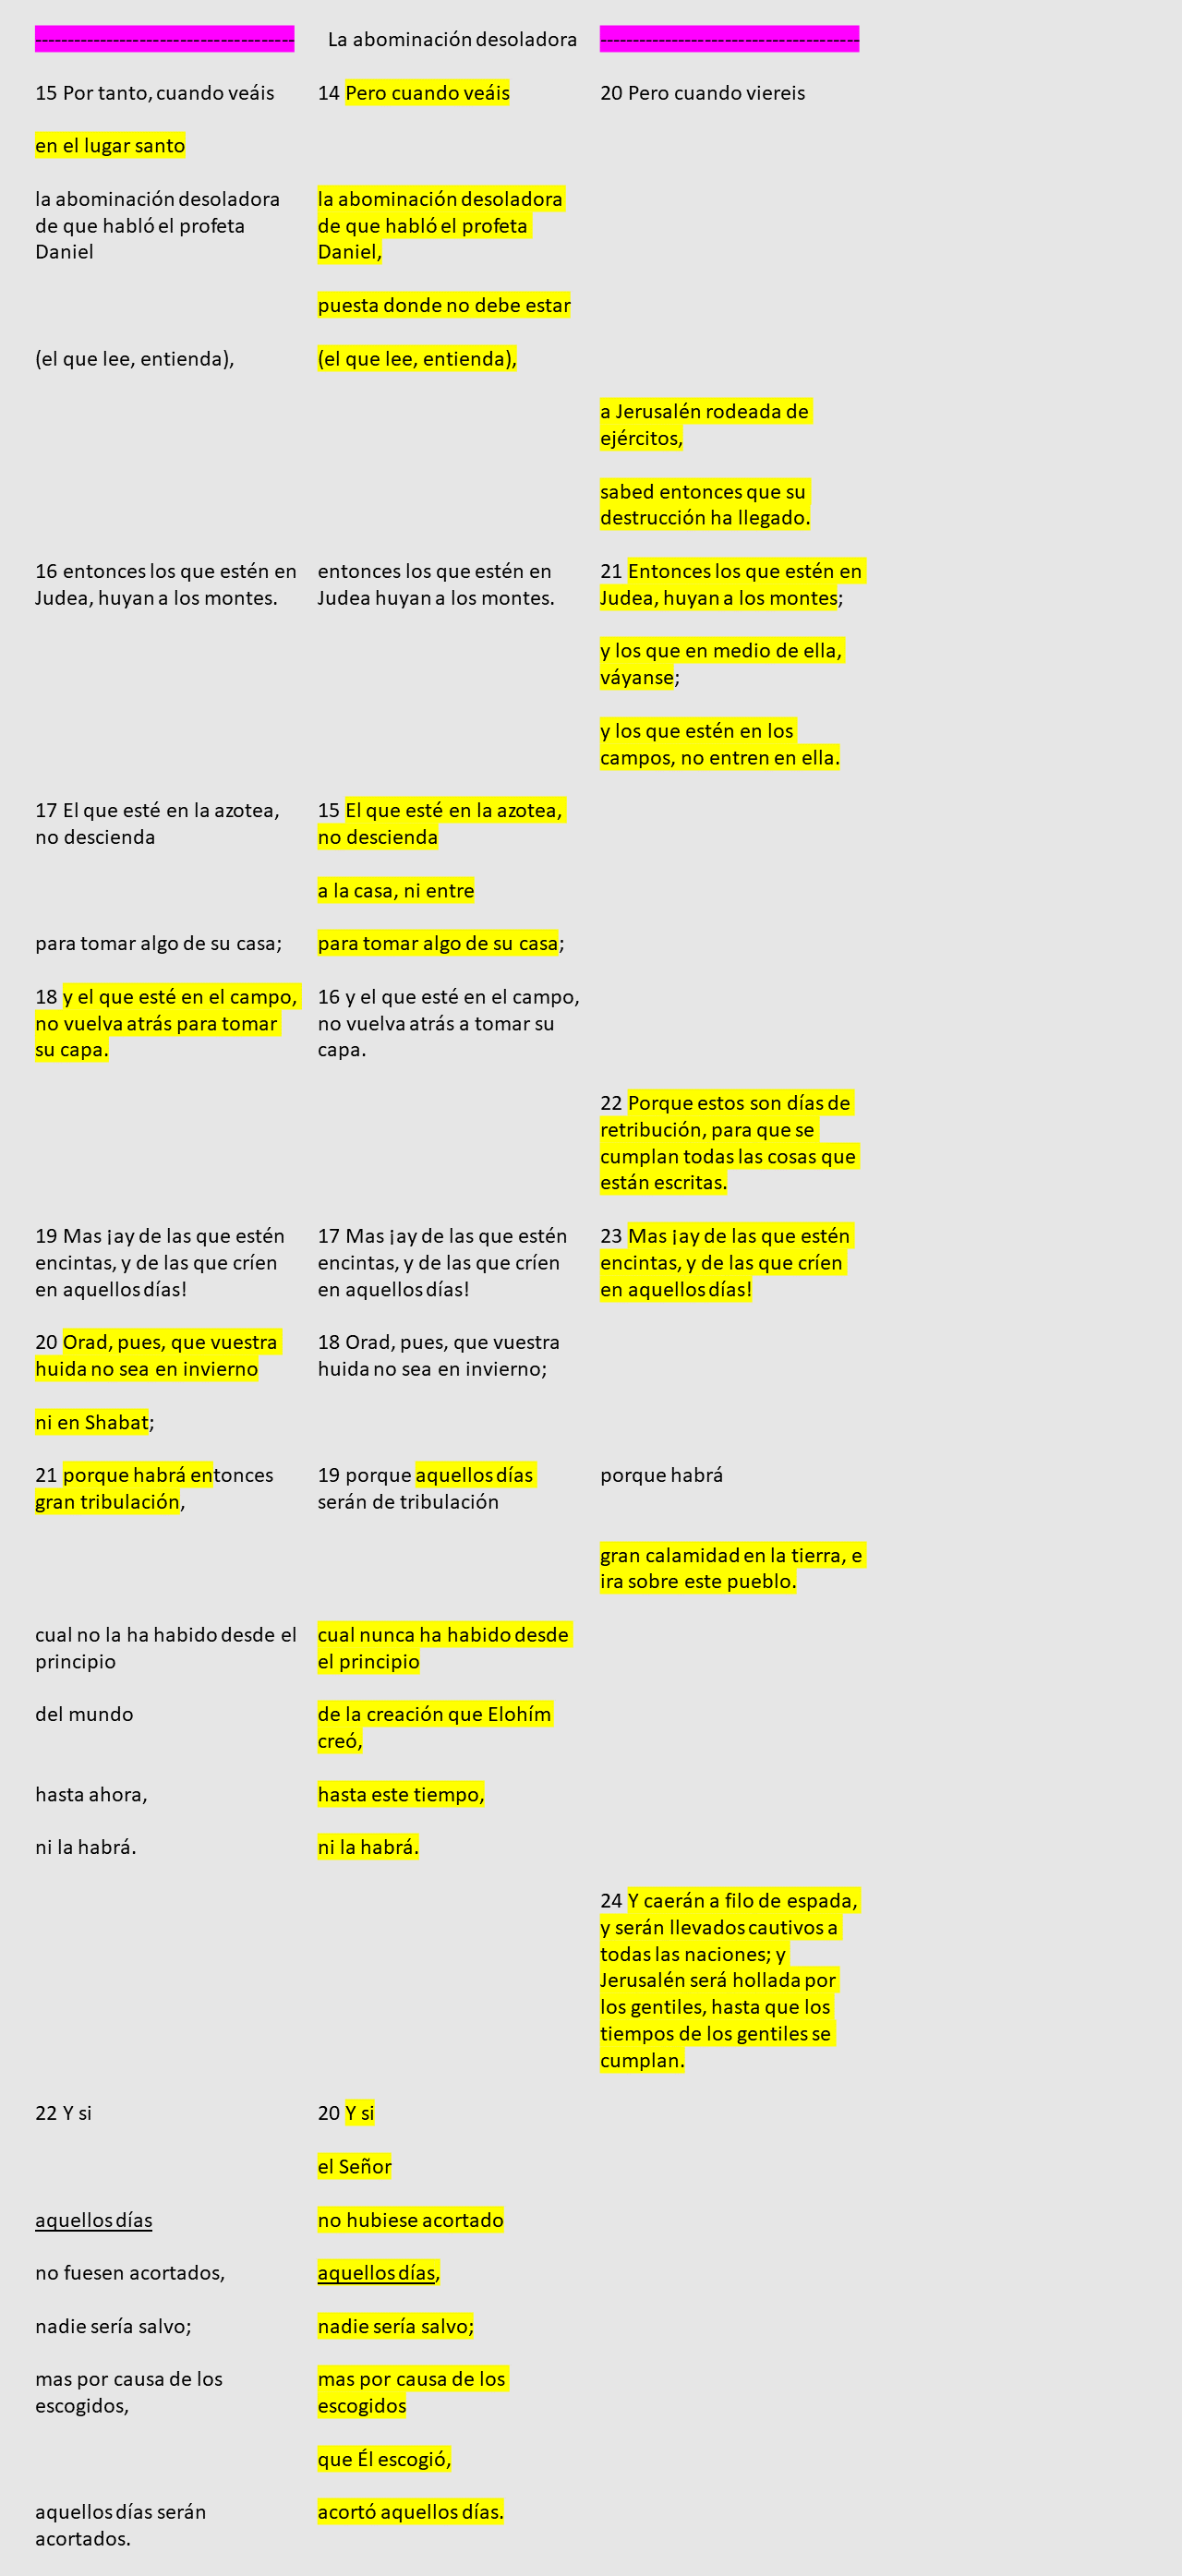 ------------------------------------- La abominación desoladora -------------------------------------
15 Por tanto, cuando veáis 14 Pero cuando veáis 20 Pero cuando viereis
en el lugar santo
la abominación desoladora la abominación desoladora
de que habló el profeta de que habló el profeta
Daniel Daniel,
puesta donde no debe estar
(el que lee, entienda), (el que lee, entienda),
a Jerusalén rodeada de
ejércitos,
sabed entonces que su
destrucción ha llegado.
16 entonces los que estén en entonces los que estén en 21 Entonces los que estén en
Judea, huyan a los montes. Judea huyan a los montes. Judea, huyan a los montes;
y los que en medio de ella,
váyanse;
y los que estén en los
campos, no entren en ella.
17 El que esté en la azotea, 15 El que esté en la azotea,
no descienda no descienda
a la casa, ni entre
para tomar algo de su casa; para tomar algo de su casa;
18 y el que esté en el campo, 16 y el que esté en el campo,
no vuelva atrás para tomar no vuelva atrás a tomar su
su capa. capa.
22 Porque estos son días de
retribución, para que se
cumplan todas las cosas que
están escritas.
19 Mas ¡ay de las que estén 17 Mas ¡ay de las que estén 23 Mas ¡ay de las que estén
encintas, y de las que críen encintas, y de las que críen encintas, y de las que críen
en aquellos días! en aquellos días! en aquellos días!
20 Orad, pues, que vuestra 18 Orad, pues, que vuestra
huida no sea en invierno huida no sea en invierno;
ni en Shabat;
21 porque habrá entonces 19 porque aquellos días porque habrá
gran tribulación, serán de tribulación
gran calamidad en la tierra, e
ira sobre este pueblo.
cual no la ha habido desde el cual nunca ha habido desde
principio el principio
del mundo de la creación que Elohím
creó,
hasta ahora, hasta este tiempo,
ni la habrá. ni la habrá.
24 Y caerán a filo de espada,
y serán llevados cautivos a
todas las naciones; y
Jerusalén será hollada por
los gentiles, hasta que los
tiempos de los gentiles se
cumplan.
22 Y si 20 Y si
el Señor
aquellos días no hubiese acortado
no fuesen acortados, aquellos días,
nadie sería salvo; nadie sería salvo;
mas por causa de los mas por causa de los
escogidos, escogidos
que Él escogió,
aquellos días serán acortó aquellos días.
acortados.